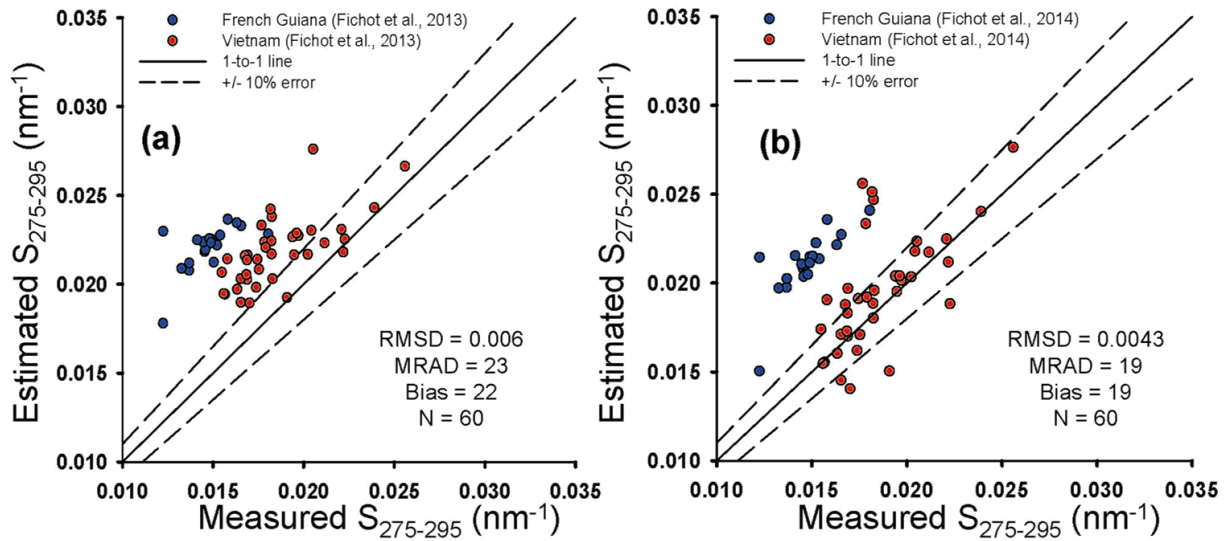 French Guiana (Fichot et al., 2013)
Vietnam (Fichot et al., 2013)
1-to-1 line
+/- 10% error
(a)
0.035
0.030
0.025
0.020
0.015
0.010
Estimated S275-295 (nm-1)
RMSD = 0.006
MRAD = 23
Bias = 22
N = 60
0.010 0.015 0.020 0.025 0.030 0.035
Measured S275-295 (nm-1)
French Guiana (Fichot et al., 2014)
Vietnam (Fichot et al., 2014)
1-to-1 line
+/- 10% error
(b)
0.035
0.030
0.025
0.020
0.015
0.010
Estimated S275-295 (nm-1)
RMSD = 0.0043
MRAD = 19
Bias = 19
N = 60
0.010 0.015 0.020 0.025 0.030 0.035
Measured S275-295 (nm-1)